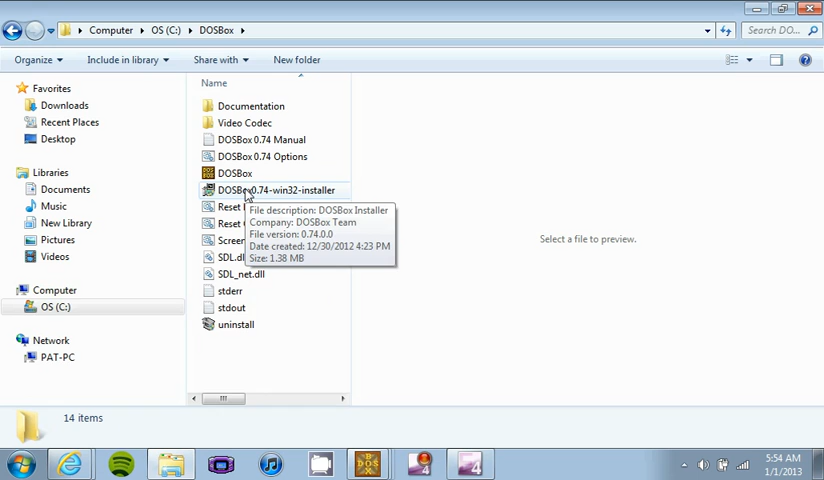 Computer ▸ OS (C:) ▸ DOSBox ▸
Search DO...
Organize
Include in library
Share with
New folder
Favorites
Downloads
Recent Places
Desktop
Libraries
Documents
Music
New Library
Pictures
Videos
Computer
OS (C:)
Network
PAT-PC
Name
Documentation
Video Codec
DOSBox 0.74 Manual
DOSBox 0.74 Options
DOSBox
DOSBox0.74-win32-installer
Reset
Reset
Screen
SDL.dl
SDL_net.dll
stderr
stdout
uninstall
File description: DOSBox Installer
Company: DOSBox Team
File version: 0.74.0.0
Date created: 12/30/2012 4:23 PM
Size: 1.38 MB
Select a file to preview.
14 items
5:54 AM
1/1/2013